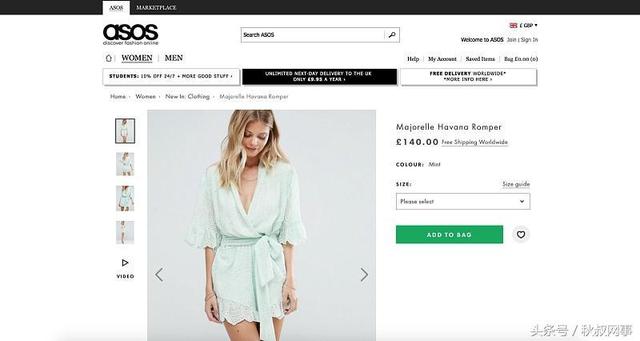 ASOS MARKETPLACE
£ GBP
asos
discover fashion online
Search ASOS
Welcome to ASOS Join | Sign In
WOMEN MEN
Help My Account Saved Items Bag £0.00 (0)
STUDENTS: 10% OFF 24/7 + MORE GOOD STUFF >
UNLIMITED NEXT-DAY DELIVERY TO THE UK
ONLY £9.95 A YEAR >
FREE DELIVERY WORLDWIDE*
*MORE INFO HERE >
Home › Women › New In: Clothing › Majorelle Havana Romper
Majorelle Havana Romper
£140.00 Free Shipping Worldwide
COLOUR: Mint
SIZE: Size guide
Please select
ADD TO BAG
VIDEO
头条号 / 秋叔网事